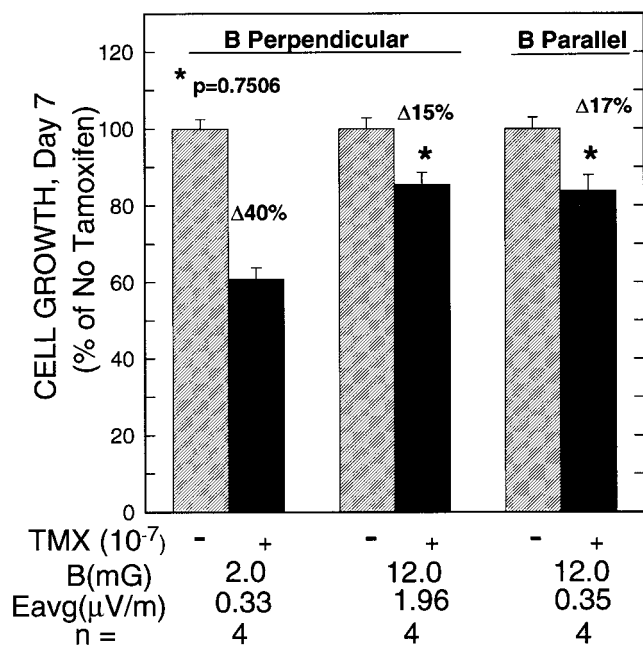 B Perpendicular B Parallel
* p=0.7506
Δ40% Δ15% * Δ17% *
CELL GROWTH, Day 7
(% of No Tamoxifen)
120
100
80
60
40
20
0
TMX (10⁻⁷) - + - + - +
B(mG) 2.0 12.0 12.0
Eavg(μV/m) 0.33 1.96 0.35
n = 4 4 4